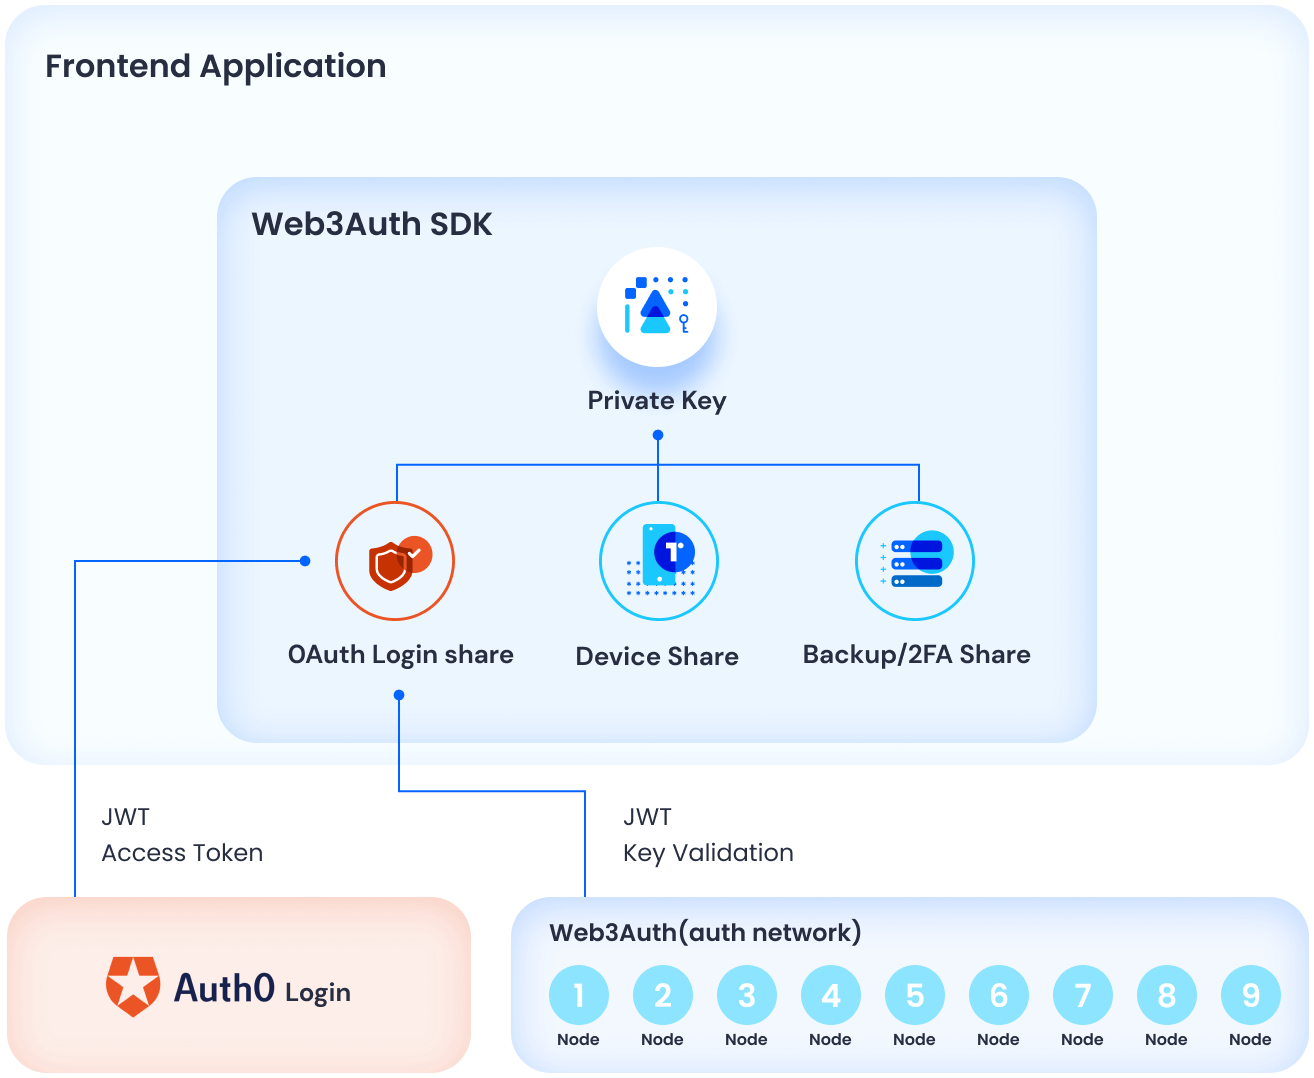 Frontend Application
Web3Auth SDK
Private Key
OAuth Login share
Device Share
Backup/2FA Share
JWT
Access Token
JWT
Key Validation
Auth0 Login
Web3Auth(auth network)
1 2 3 4 5 6 7 8 9
Node Node Node Node Node Node Node Node Node